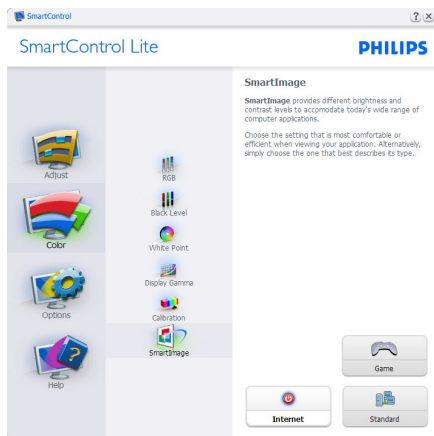 SmartControl
SmartControl Lite
PHILIPS
Adjust
Color
Options
Help
RGB
Black Level
White Point
Display Gamma
Calibration
SmartImage
SmartImage
SmartImage provides different brightness and
contrast levels to accomodate today's wide range of
computer applications.
Choose the setting that is most comfortable or
efficient when viewing your application. Alternatively,
simply choose the one that best describes its type.
Game
Internet
Standard